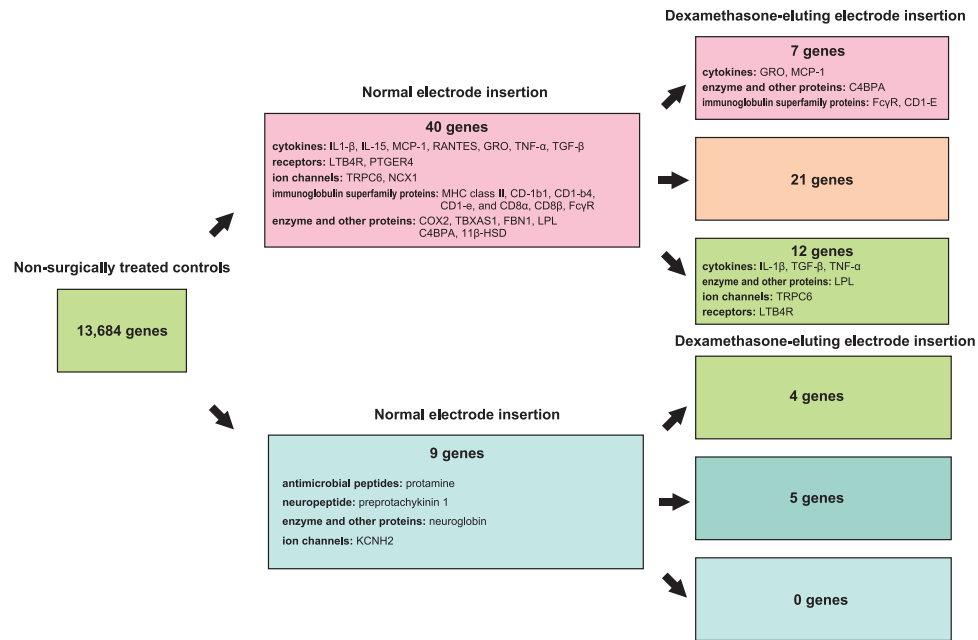 Dexamethasone-eluting electrode insertion
7 genes
cytokines: GRO, MCP-1
enzyme and other proteins: C4BPA
immunoglobulin superfamily proteins: FcγR, CD1-E
Normal electrode insertion
40 genes
cytokines: IL1-β, IL-15, MCP-1, RANTES, GRO, TNF-α, TGF-β
receptors: LTB4R, PTGER4
ion channels: TRPC6, NCX1
immunoglobulin superfamily proteins: MHC class II, CD-1b1, CD1-b4,
CD1-e, and CD8α, CD8β, FcγR
enzyme and other proteins: COX2, TBXAS1, FBN1, LPL
C4BPA, 11β-HSD
21 genes
12 genes
cytokines: IL-1β, TGF-β, TNF-α
enzyme and other proteins: LPL
ion channels: TRPC6
receptors: LTB4R
Non-surgically treated controls
13,684 genes
Dexamethasone-eluting electrode insertion
4 genes
Normal electrode insertion
9 genes
antimicrobial peptides: protamine
neuropeptide: preprotachykinin 1
enzyme and other proteins: neuroglobin
ion channels: KCNH2
5 genes
0 genes